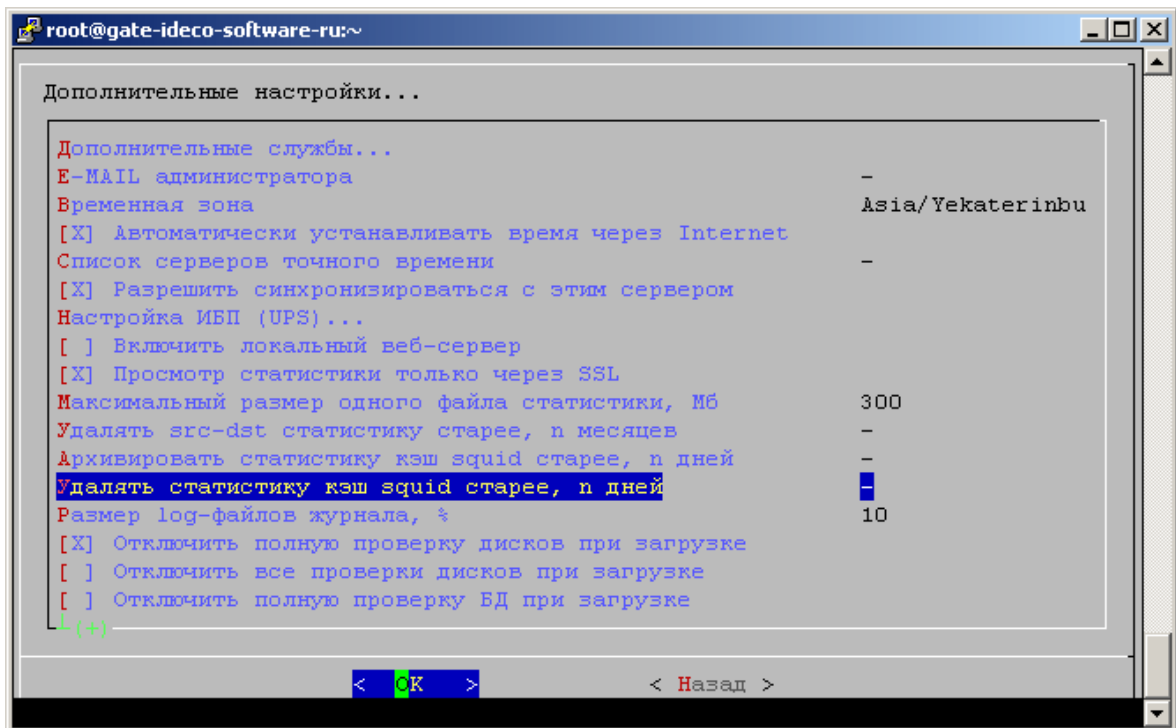 root@gate-ideco-software-ru:~
Дополнительные настройки...
Дополнительные службы...
E-MAIL администратора –
Временная зона Asia/Yekaterinbu
[X] Автоматически устанавливать время через Internet
Список серверов точного времени –
[X] Разрешить синхронизироваться с этим сервером
Настройка ИБП (UPS)...
[ ] Включить локальный веб-сервер
[X] Просмотр статистики только через SSL
Максимальный размер одного файла статистики, Мб 300
Удалять src-dst статистику старее, n месяцев –
Архивировать статистику кэш squid старее, n дней –
Удалять статистику кэш squid старее, n дней –
Размер log-файлов журнала, % 10
[X] Отключить полную проверку дисков при загрузке
[ ] Отключить все проверки дисков при загрузке
[ ] Отключить полную проверку БД при загрузке
(+)
< OK > < Назад >